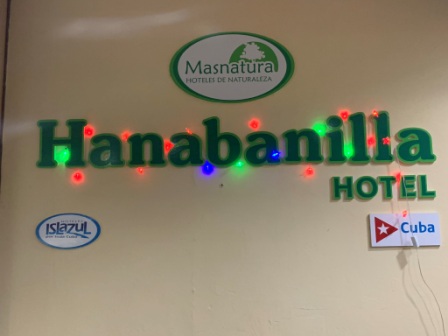 Masnatura
HOTELES DE NATURALEZA
Hanabanilla
HOTEL
ISLAZUL
Cuba